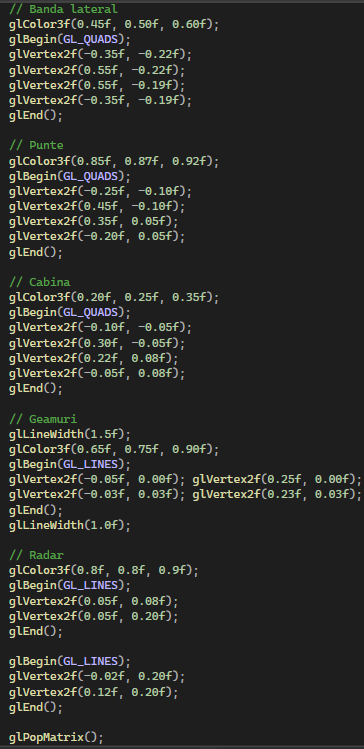 // Banda lateral
glColor3f(0.45f, 0.50f, 0.60f);
glBegin(GL_QUADS);
glVertex2f(-0.35f, -0.22f);
glVertex2f(0.55f, -0.22f);
glVertex2f(0.55f, -0.19f);
glVertex2f(-0.35f, -0.19f);
glEnd();

// Punte
glColor3f(0.85f, 0.87f, 0.92f);
glBegin(GL_QUADS);
glVertex2f(-0.25f, -0.10f);
glVertex2f(0.45f, -0.10f);
glVertex2f(0.35f, 0.05f);
glVertex2f(-0.20f, 0.05f);
glEnd();

// Cabina
glColor3f(0.20f, 0.25f, 0.35f);
glBegin(GL_QUADS);
glVertex2f(-0.10f, -0.05f);
glVertex2f(0.30f, -0.05f);
glVertex2f(0.22f, 0.08f);
glVertex2f(-0.05f, 0.08f);
glEnd();

// Geamuri
glLineWidth(1.5f);
glColor3f(0.65f, 0.75f, 0.90f);
glBegin(GL_LINES);
glVertex2f(-0.05f, 0.00f); glVertex2f(0.25f, 0.00f);
glVertex2f(-0.03f, 0.03f); glVertex2f(0.23f, 0.03f);
glEnd();
glLineWidth(1.0f);

// Radar
glColor3f(0.8f, 0.8f, 0.9f);
glBegin(GL_LINES);
glVertex2f(0.05f, 0.08f);
glVertex2f(0.05f, 0.20f);
glEnd();

glBegin(GL_LINES);
glVertex2f(-0.02f, 0.20f);
glVertex2f(0.12f, 0.20f);
glEnd();

glPopMatrix();